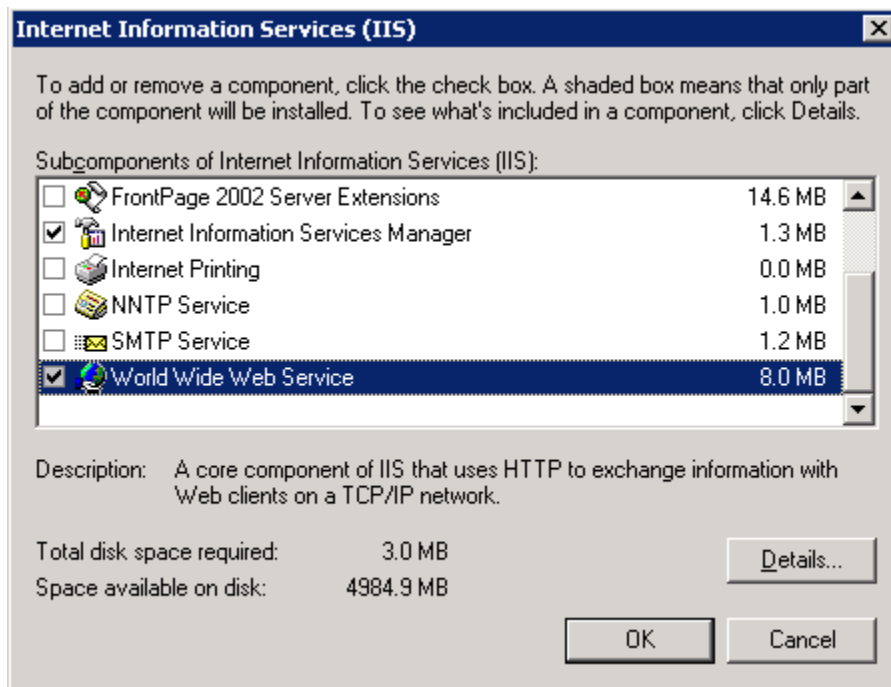 Internet Information Services (IIS)
To add or remove a component, click the check box. A shaded box means that only part
of the component will be installed. To see what's included in a component, click Details.
Subcomponents of Internet Information Services (IIS):
FrontPage 2002 Server Extensions 14.6 MB
Internet Information Services Manager 1.3 MB
Internet Printing 0.0 MB
NNTP Service 1.0 MB
SMTP Service 1.2 MB
World Wide Web Service 8.0 MB
Description: A core component of IIS that uses HTTP to exchange information with
Web clients on a TCP/IP network.
Total disk space required: 3.0 MB
Space available on disk: 4984.9 MB
Details...
OK Cancel